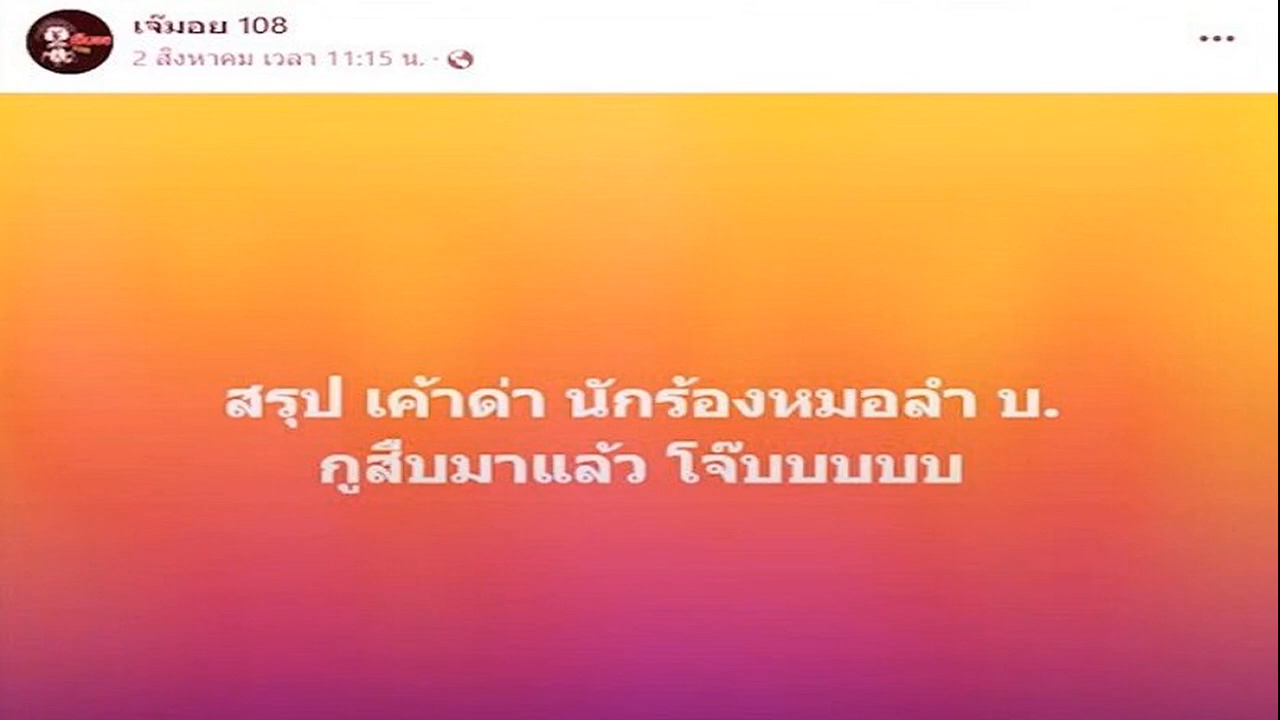 เจ๊มอย 108
2 สิงหาคม เวลา 11:15 น. ·
สรุป เค้าด่า นักร้องหมอลำ บ.
กูสืบมาแล้ว โจ๊บบบบบ